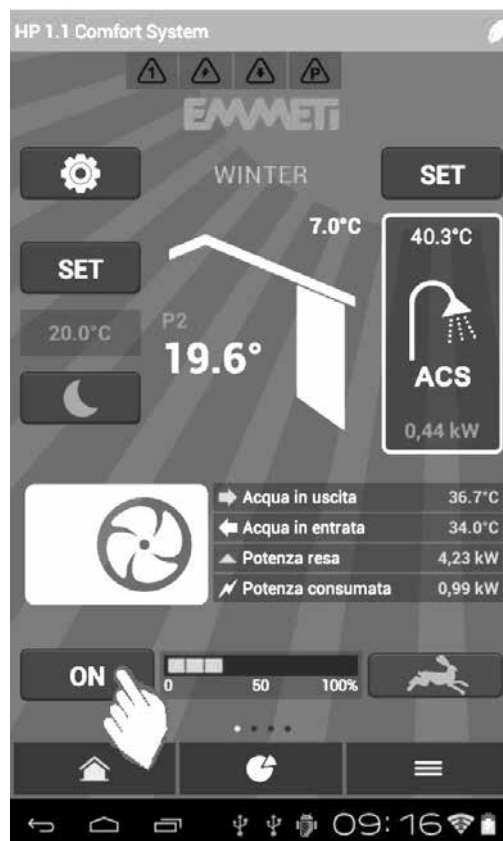 HP 1.1 Comfort System
1 P
EMMETi
WINTER
SET
7.0°C
40.3°C
SET
20.0°C
P2
19.6°
ACS
0,44 kW
Acqua in uscita 36.7°C
Acqua in entrata 34.0°C
Potenza resa 4,23 kW
Potenza consumata 0,99 kW
ON
0 50 100%
09:16